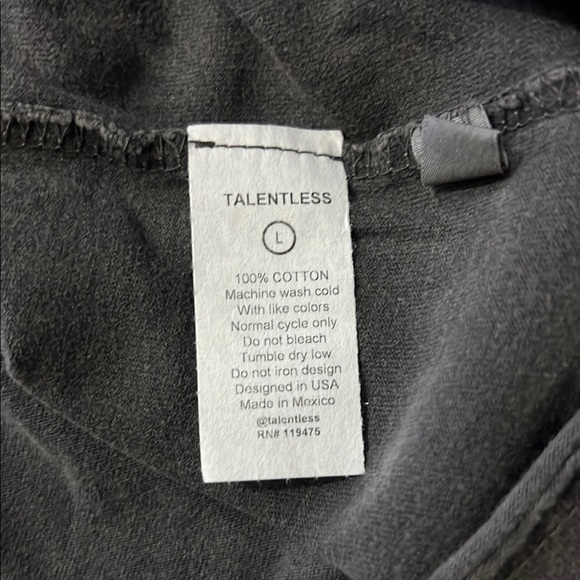 TALENTLESS
L
100% COTTON
Machine wash cold
With like colors
Normal cycle only
Do not bleach
Tumble dry low
Do not iron design
Designed in USA
Made in Mexico
@talentless
RN# 119475